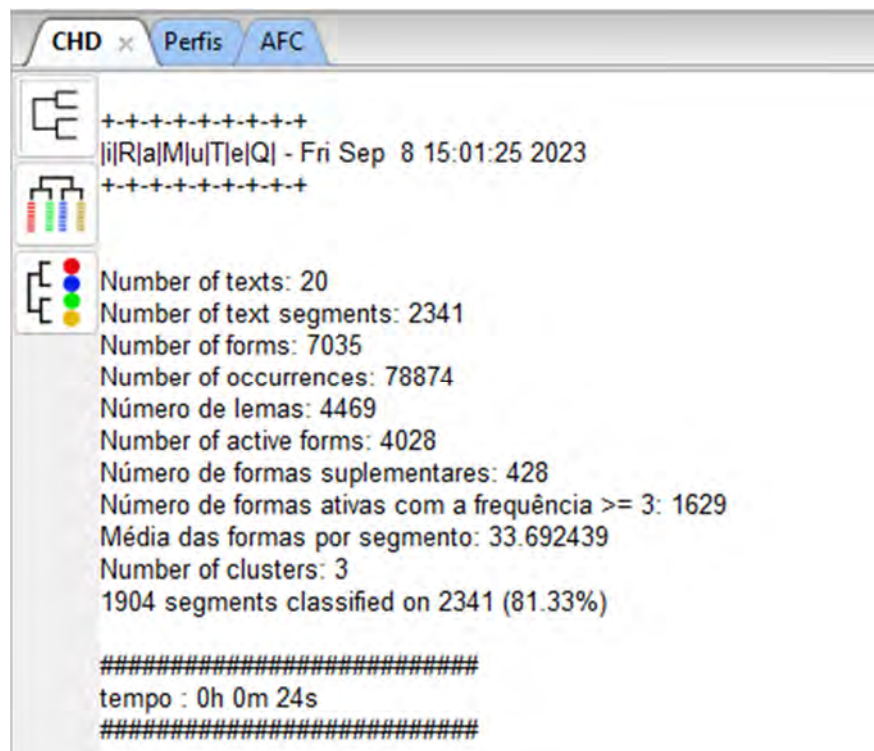 CHD × Perfis AFC
+-+-+-+-+-+-+-+-+
|i|R|a|M|u|T|e|Q| - Fri Sep 8 15:01:25 2023
+-+-+-+-+-+-+-+-+
Number of texts: 20
Number of text segments: 2341
Number of forms: 7035
Number of occurrences: 78874
Número de lemas: 4469
Number of active forms: 4028
Número de formas suplementares: 428
Número de formas ativas com a frequência >= 3: 1629
Média das formas por segmento: 33.692439
Number of clusters: 3
1904 segments classified on 2341 (81.33%)
###########################
tempo : 0h 0m 24s
###########################